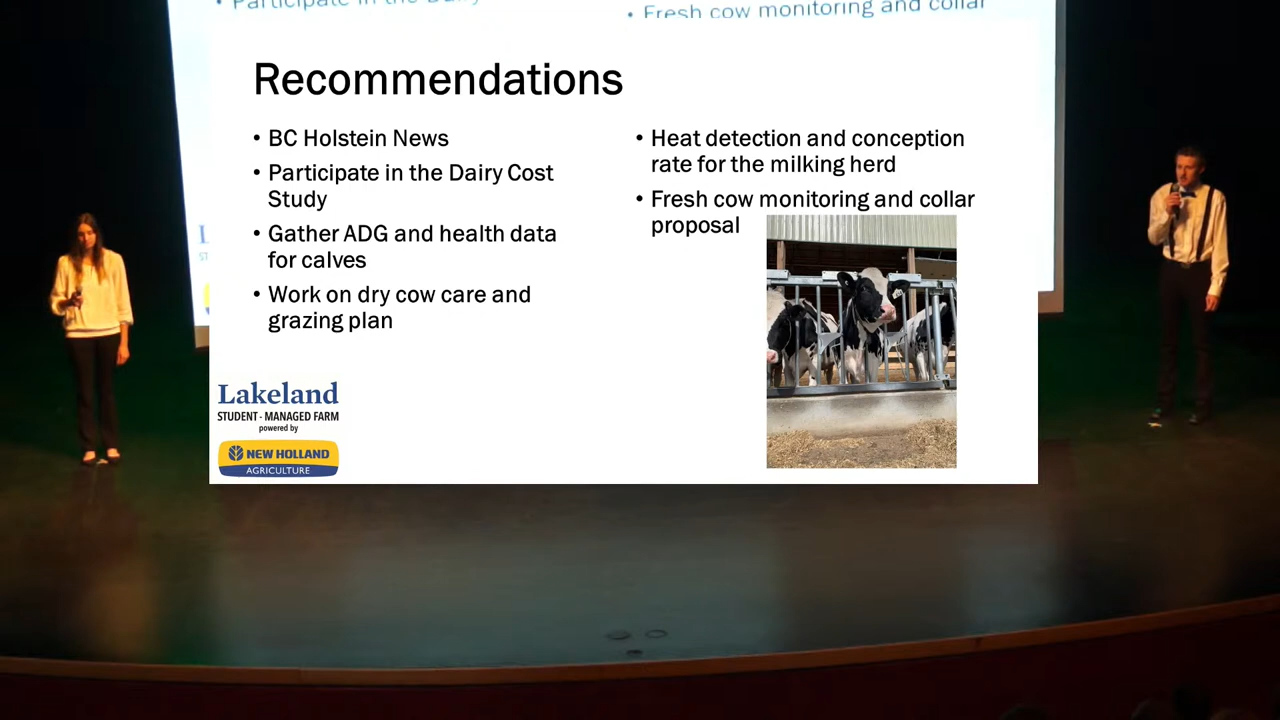 Participate in the Dairy
• Fresh cow monitoring and collar
Recommendations
• BC Holstein News
• Participate in the Dairy Cost
Study
• Gather ADG and health data
for calves
• Work on dry cow care and
grazing plan
• Heat detection and conception
rate for the milking herd
• Fresh cow monitoring and collar
proposal
Lakeland
STUDENT - MANAGED FARM
powered by
NEW HOLLAND
AGRICULTURE